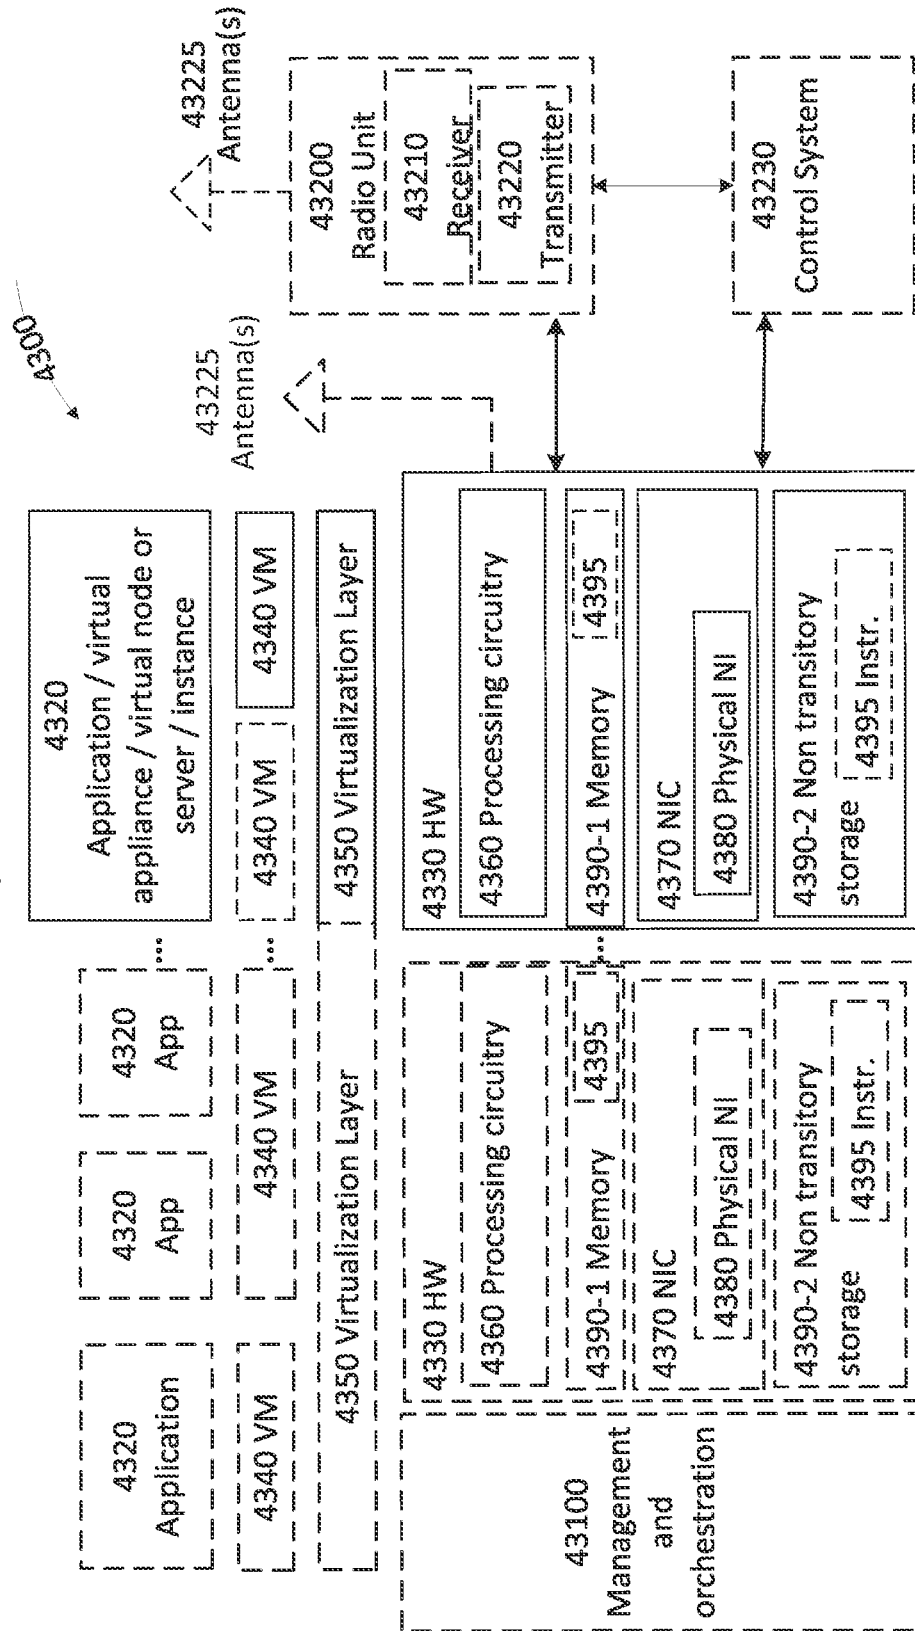 4300
4320
Application
4320
App
4320
App
...
4320
Application / virtual
appliance / virtual node or
server / instance
4340 VM
4340 VM
...
4340 VM
4340 VM
4350 Virtualization Layer
4350 Virtualization Layer
43100
Management
and
orchestration
4330 HW
4360 Processing circuitry
4390-1 Memory
4395
4370 NIC
4380 Physical NI
4390-2 Non transitory
storage
4395 Instr.
...
4330 HW
4360 Processing circuitry
4390-1 Memory
4395
4370 NIC
4380 Physical NI
4390-2 Non transitory
storage
4395 Instr.
43225
Antenna(s)
43225
Antenna(s)
43200
Radio Unit
43210
Receiver
43220
Transmitter
43230
Control System